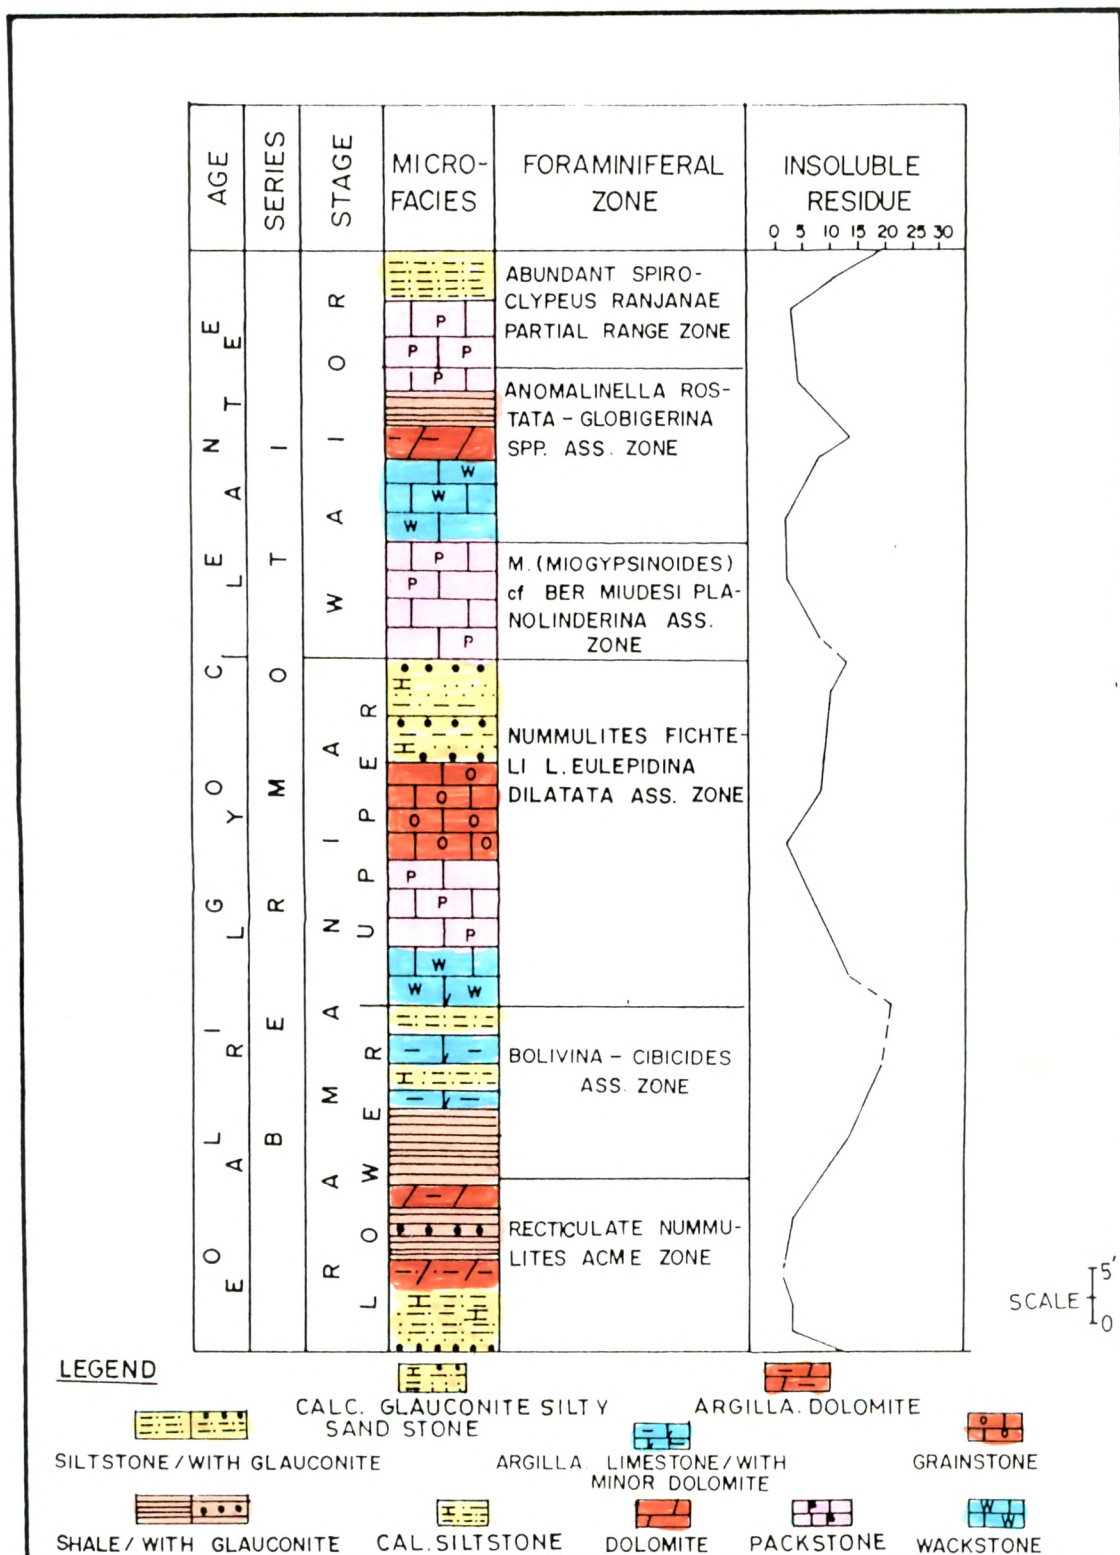 AGE
SERIES
STAGE
MICRO-
FACIES
FORAMINIFERAL
ZONE
INSOLUBLE
RESIDUE
0 5 10 15 20 25 30
OLIGOCENE
EARLY
LATE
BERMOTI
RAMANIA
LOWER
UPPER
WAIOR
ABUNDANT SPIRO-
CLYPEUS RANJANAE
PARTIAL RANGE ZONE
ANOMALINELLA ROS-
TATA - GLOBIGERINA
SPP. ASS. ZONE
M. (MIOGYPSINOIDES)
cf BER MIUDESI PLA-
NOLINDERINA ASS.
ZONE
NUMMULITES FICHTE-
LI L. EULEPIDINA
DILATATA ASS. ZONE
BOLIVINA - CIBICIDES
ASS. ZONE
RECTICULATE NUMMU-
LITES ACME ZONE
P
P P
P
W
W
W
P
P
P
H
H
O
O
O O
O O
P
P
P
W
W W
H
H
H
SCALE
5'
0
LEGEND
CALC. GLAUCONITE SILTY
SAND STONE
ARGILLA. DOLOMITE
SILTSTONE / WITH GLAUCONITE
ARGILLA. LIMESTONE / WITH
MINOR DOLOMITE
GRAINSTONE
SHALE / WITH GLAUCONITE
CAL. SILTSTONE
DOLOMITE
PACKSTONE
WACKSTONE